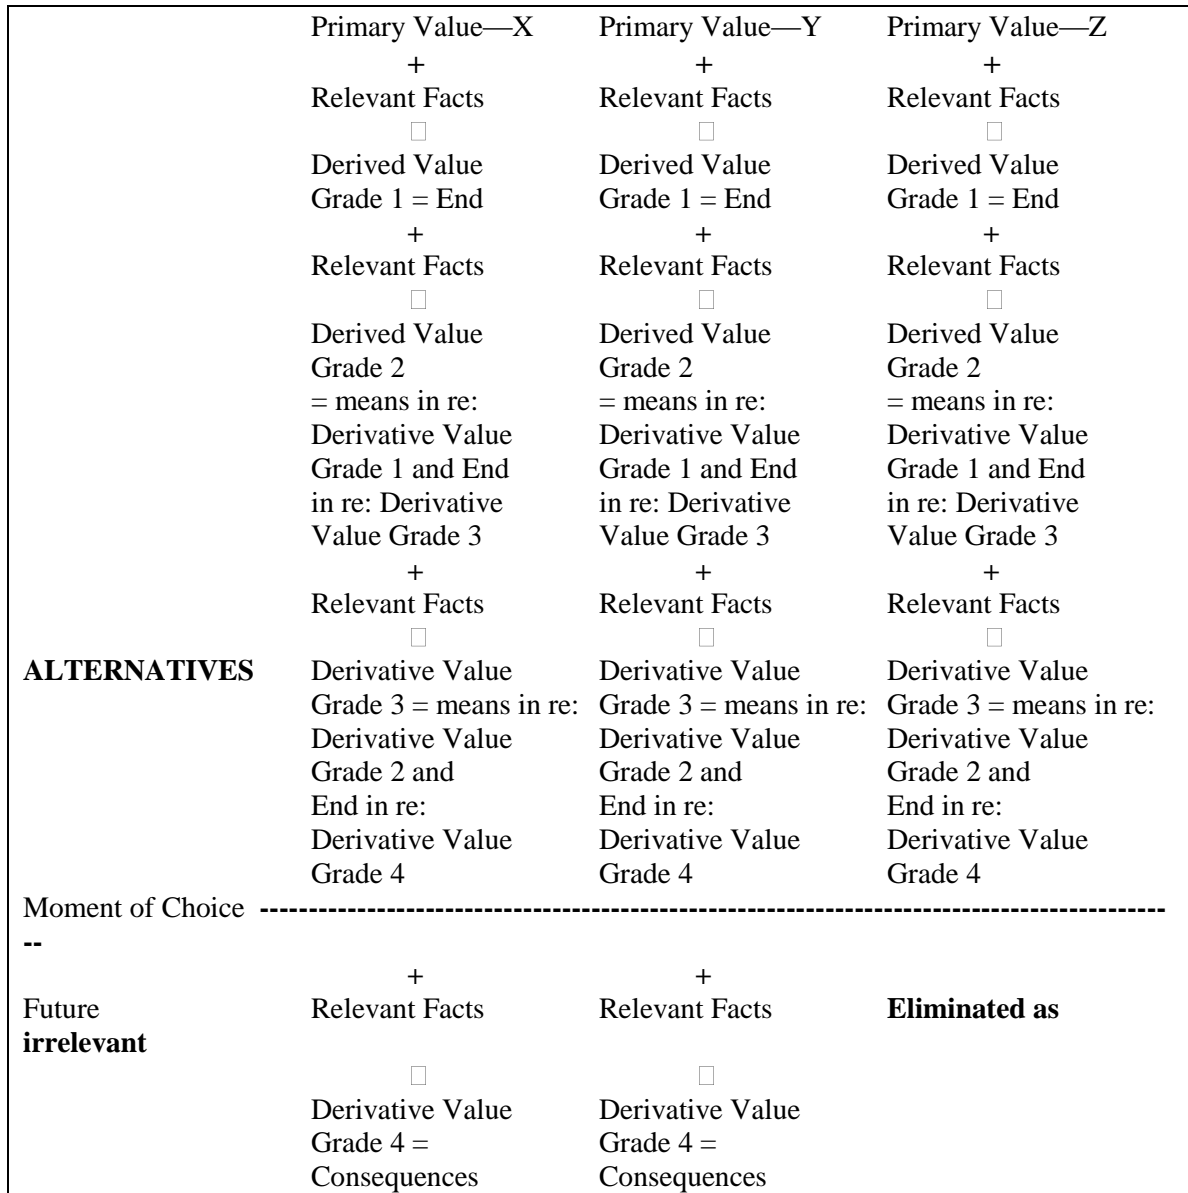 Primary Value—X Primary Value—Y Primary Value—Z
+ + +
Relevant Facts Relevant Facts Relevant Facts
□ □ □
Derived Value Derived Value Derived Value
Grade 1 = End Grade 1 = End Grade 1 = End
+ + +
Relevant Facts Relevant Facts Relevant Facts
□ □ □
Derived Value Derived Value Derived Value
Grade 2 Grade 2 Grade 2
= means in re: = means in re: = means in re:
Derivative Value Derivative Value Derivative Value
Grade 1 and End Grade 1 and End Grade 1 and End
in re: Derivative in re: Derivative in re: Derivative
Value Grade 3 Value Grade 3 Value Grade 3
+ + +
Relevant Facts Relevant Facts Relevant Facts
□ □ □
ALTERNATIVES Derivative Value Derivative Value Derivative Value
Grade 3 = means in re: Grade 3 = means in re: Grade 3 = means in re:
Derivative Value Derivative Value Derivative Value
Grade 2 and Grade 2 and Grade 2 and
End in re: End in re: End in re:
Derivative Value Derivative Value Derivative Value
Grade 4 Grade 4 Grade 4
Moment of Choice ---------------------------------------------------------------------------------------------
--
+ +
Future Relevant Facts Relevant Facts Eliminated as
irrelevant
□ □
Derivative Value Derivative Value
Grade 4 = Grade 4 =
Consequences Consequences